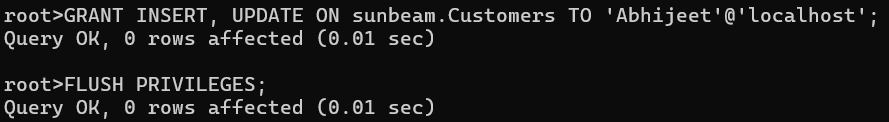 root>GRANT INSERT, UPDATE ON sunbeam.Customers TO 'Abhijeet'@'localhost';
Query OK, 0 rows affected (0.01 sec)
root>FLUSH PRIVILEGES;
Query OK, 0 rows affected (0.01 sec)